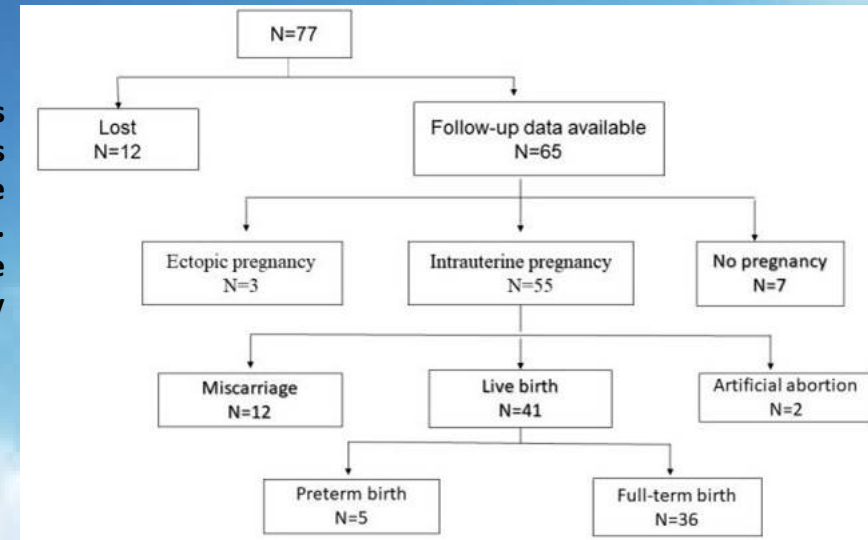 N=77
Lost
N=12
Follow-up data available
N=65
Ectopic pregnancy
N=3
Intrauterine pregnancy
N=55
No pregnancy
N=7
Miscarriage
N=12
Live birth
N=41
Artificial abortion
N=2
Preterm birth
N=5
Full-term birth
N=36